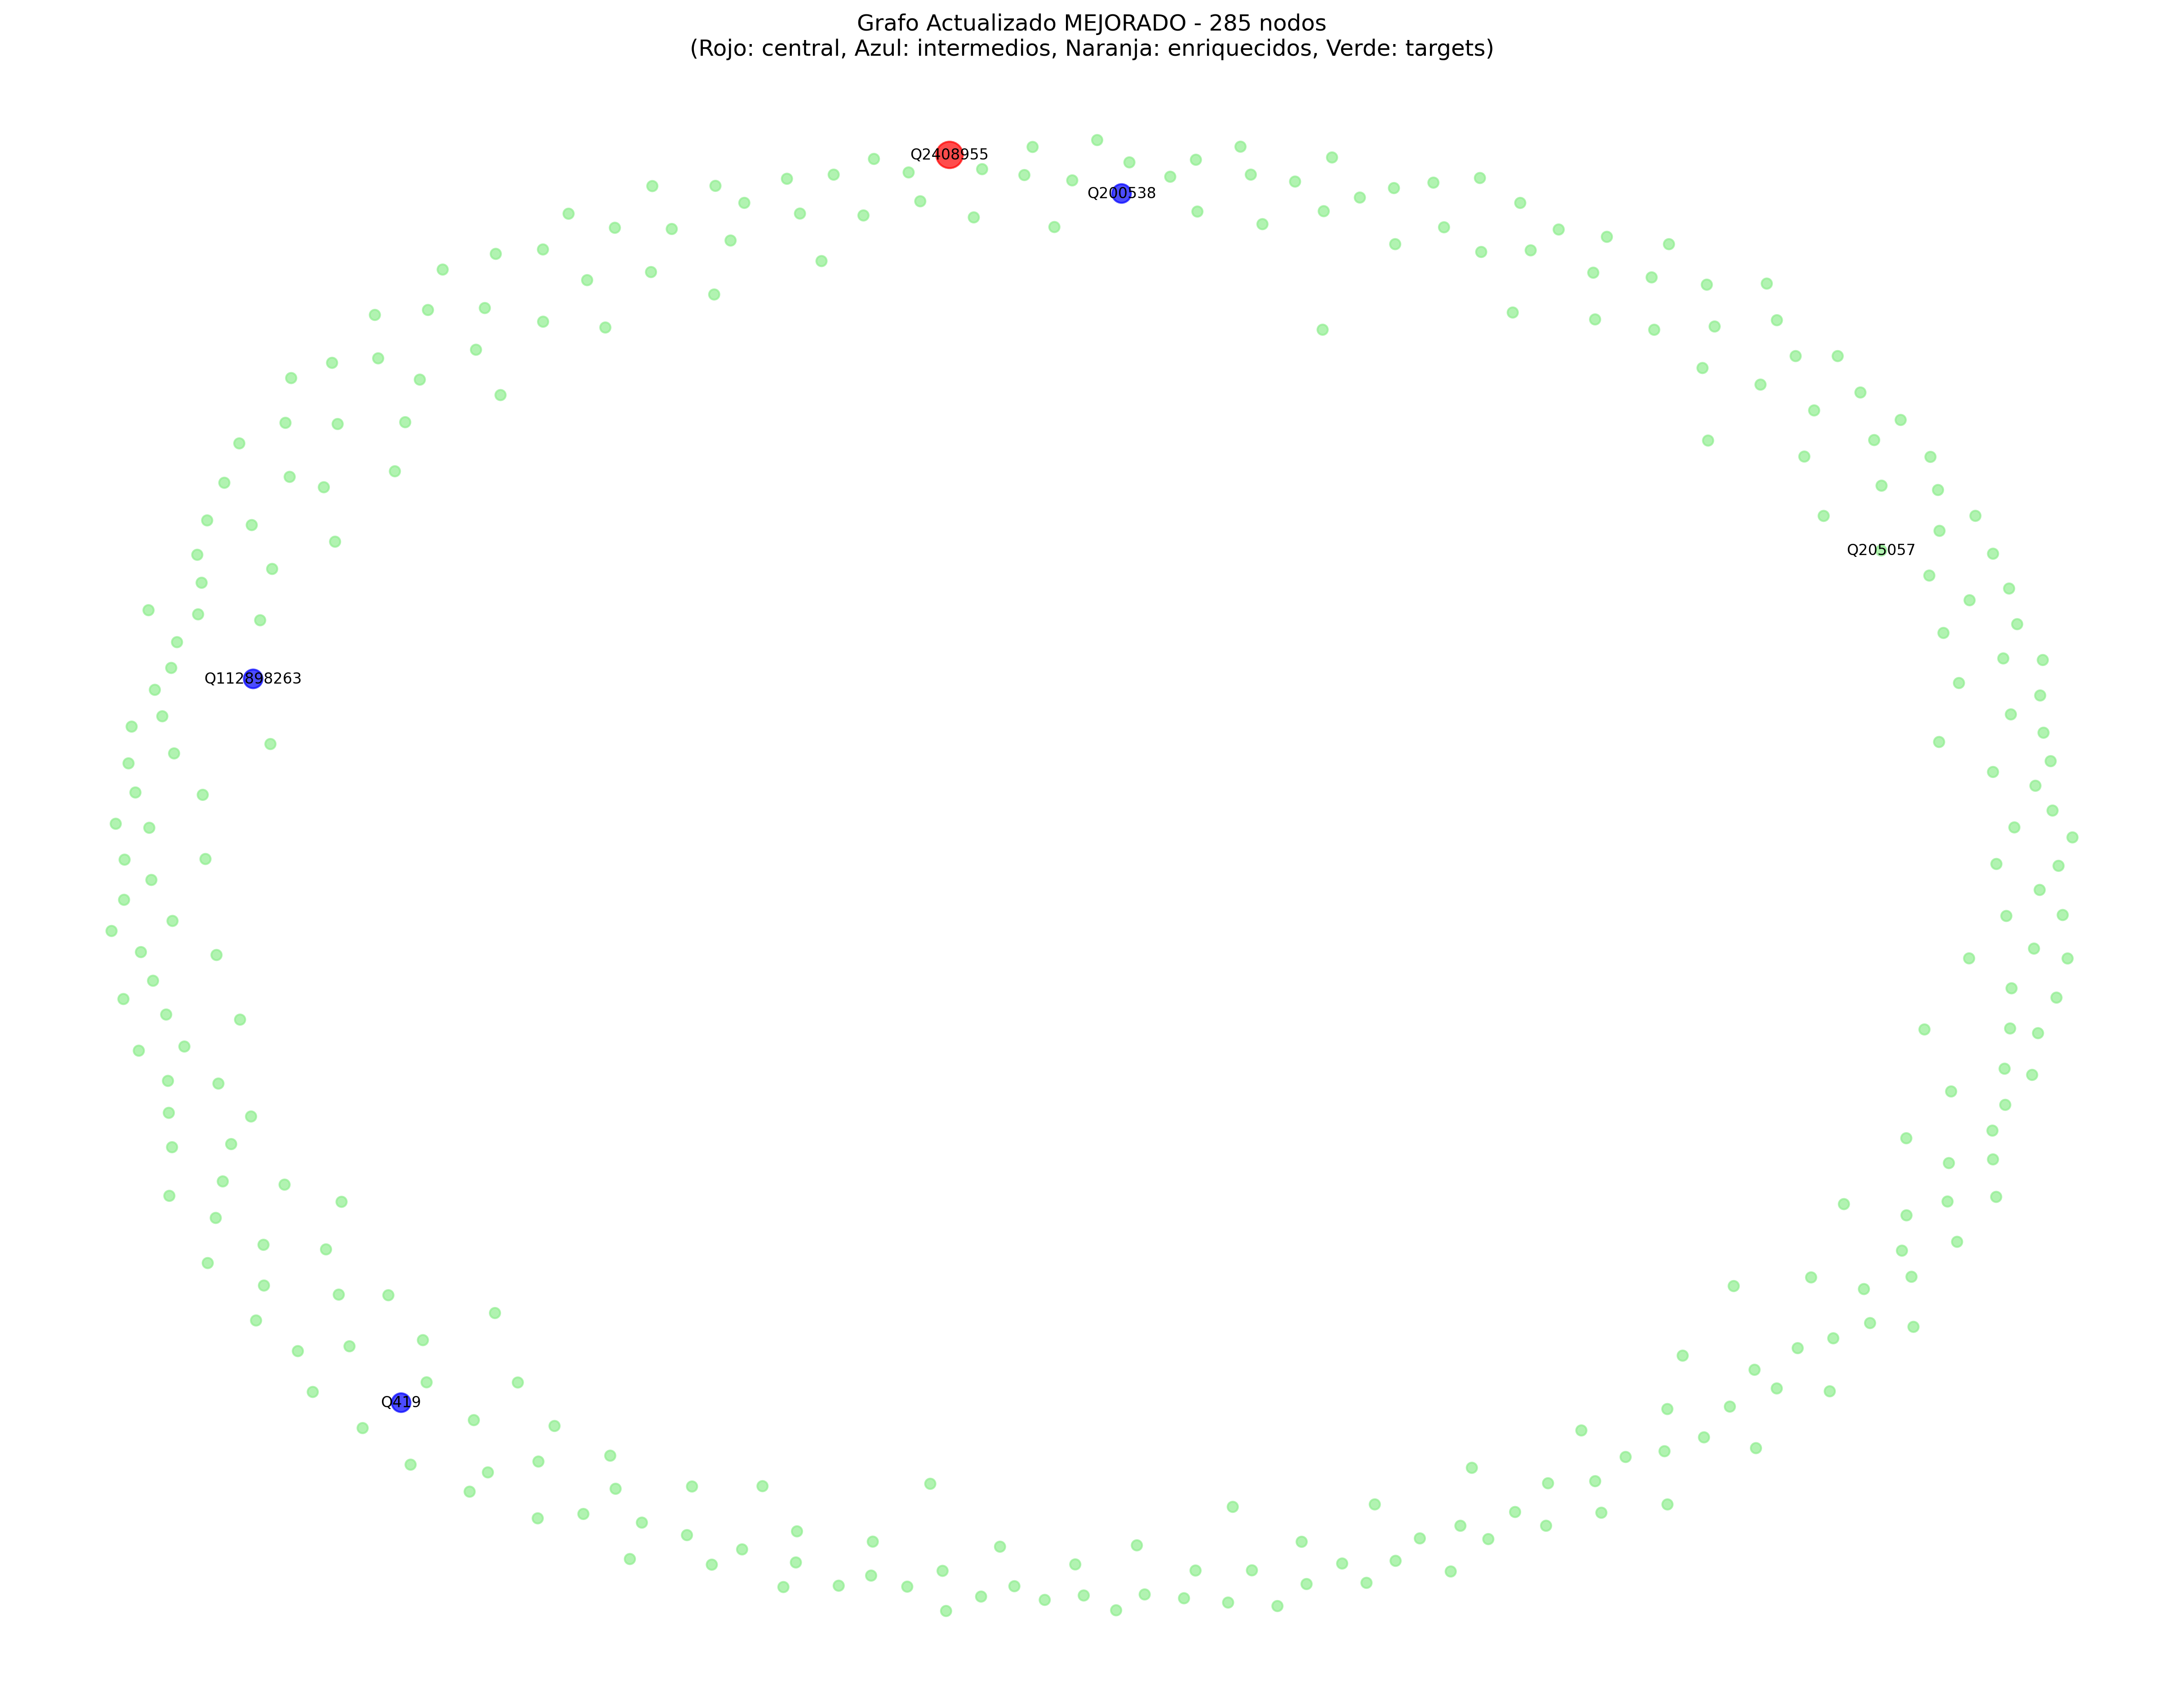 Grafo Actualizado MEJORADO - 285 nodos
(Rojo: central, Azul: intermedios, Naranja: enriquecidos, Verde: targets)
Q2408955
Q200538
Q205057
Q112898263
Q419